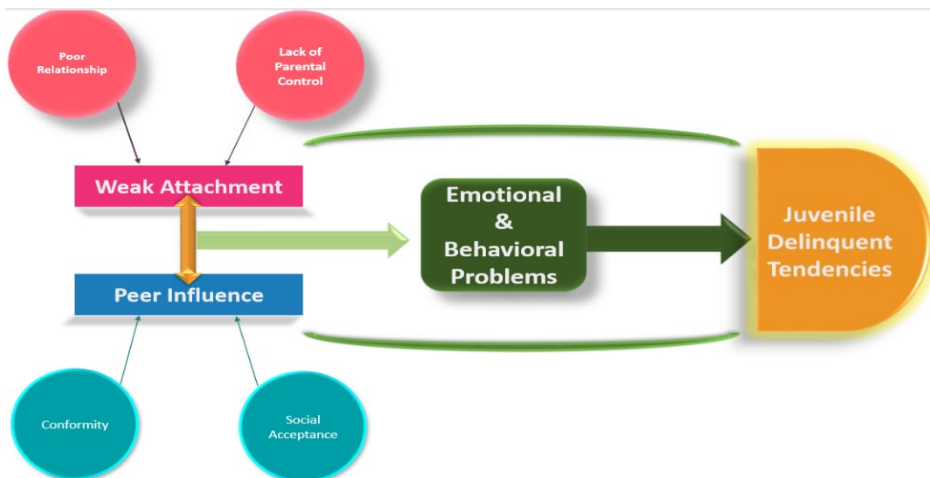 Poor
Relationship
Lack of
Parental
Control
Weak Attachment
Emotional
&
Behavioral
Problems
Juvenile
Delinquent
Tendencies
Peer Influence
Conformity
Social
Acceptance